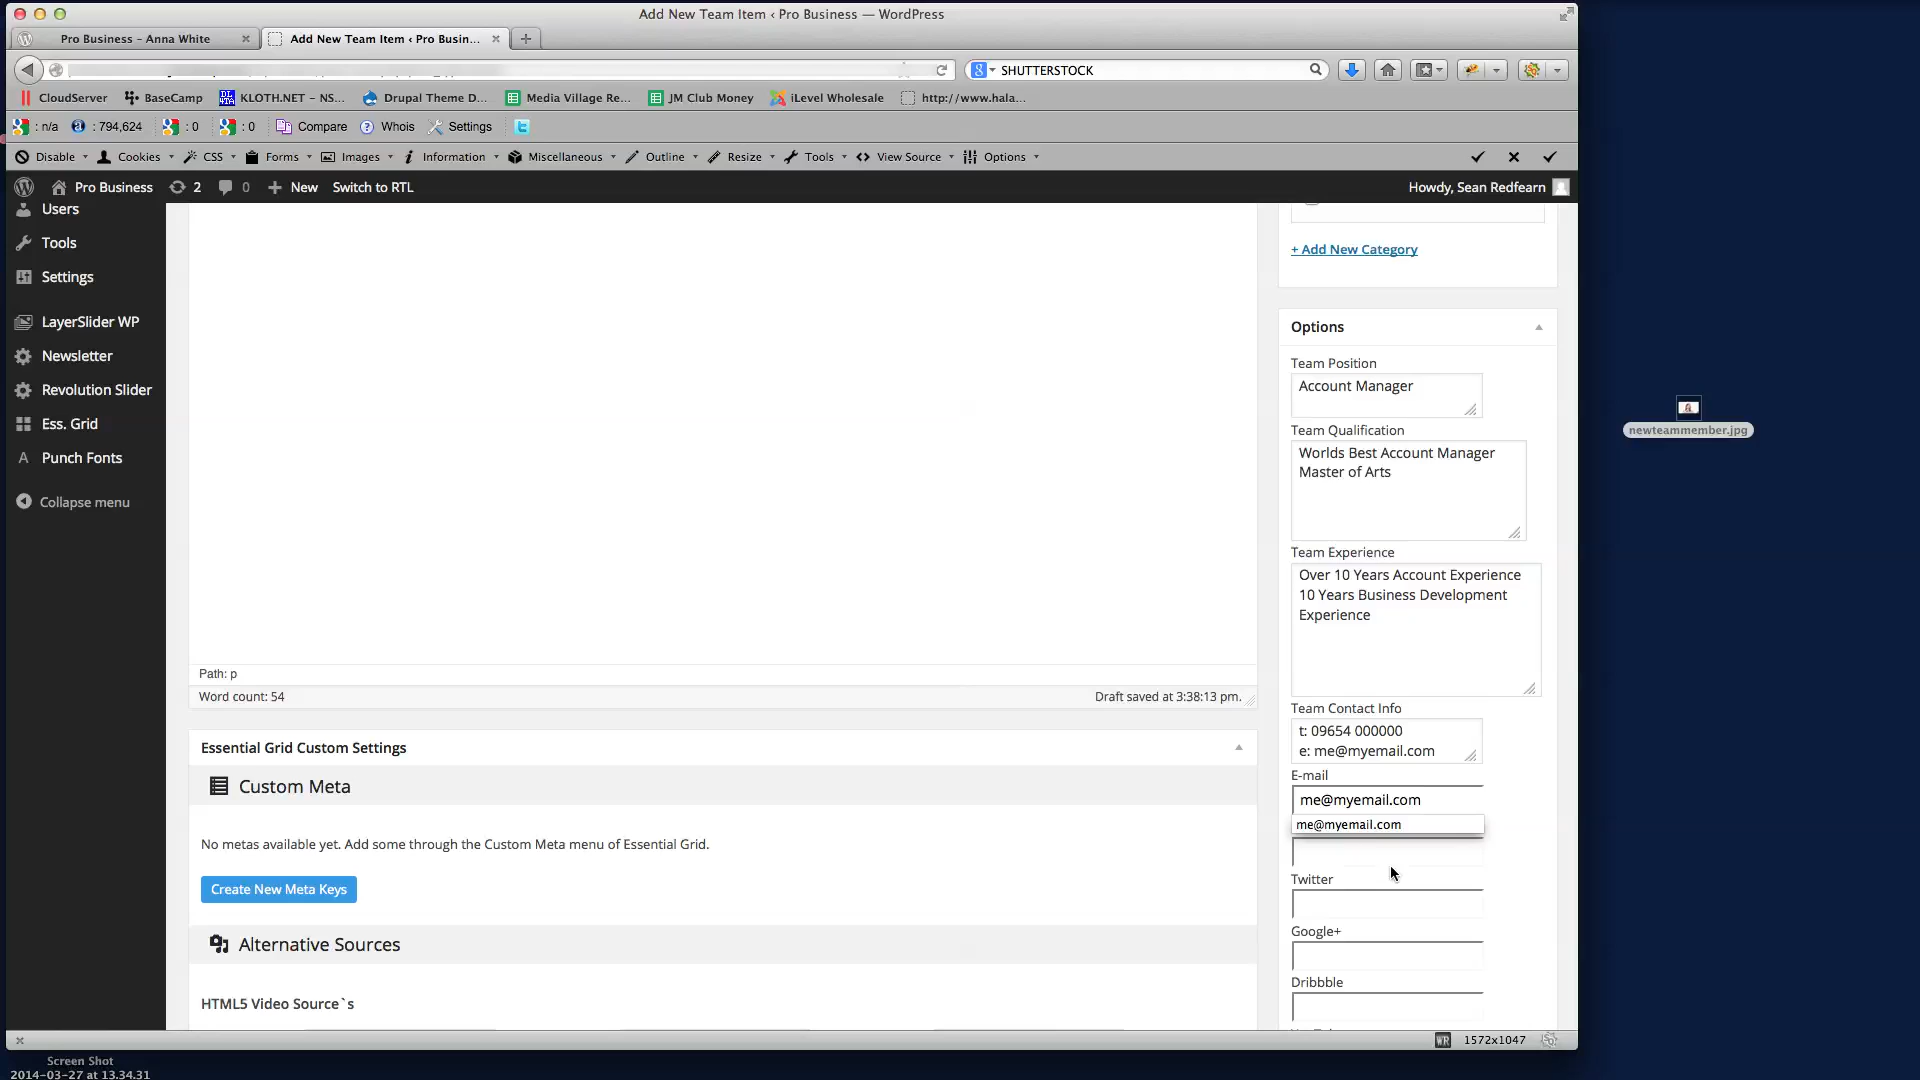 Add New Team Item ‹ Pro Business — WordPress
Pro Business – Anna White
Add New Team Item ‹ Pro Busin...
SHUTTERSTOCK
CloudServer
BaseCamp
KLOTH.NET – NS...
Drupal Theme D...
Media Village Re...
JM Club Money
iLevel Wholesale
http://www.hala...
: n/a
: 794,624
: 0
: 0
Compare
Whois
Settings
Disable
Cookies
CSS
Forms
Images
Information
Miscellaneous
Outline
Resize
Tools
View Source
Options
Pro Business
2
0
New
Switch to RTL
Howdy, Sean Redfearn
Users
Tools
Settings
LayerSlider WP
Newsletter
Revolution Slider
Ess. Grid
Punch Fonts
Collapse menu
Path: p
Word count: 54
Draft saved at 3:38:13 pm.
Essential Grid Custom Settings
Custom Meta
No metas available yet. Add some through the Custom Meta menu of Essential Grid.
Create New Meta Keys
Alternative Sources
HTML5 Video Source`s
+ Add New Category
Options
Team Position
Account Manager
Team Qualification
Worlds Best Account Manager
Master of Arts
Team Experience
Over 10 Years Account Experience
10 Years Business Development
Experience
Team Contact Info
t: 09654 000000
e: me@myemail.com
E-mail
me@myemail.com
me@myemail.com
Twitter
Google+
Dribbble
newteammember.jpg
WR
1572x1047
Screen Shot
2014-03-27 at 13.34.31